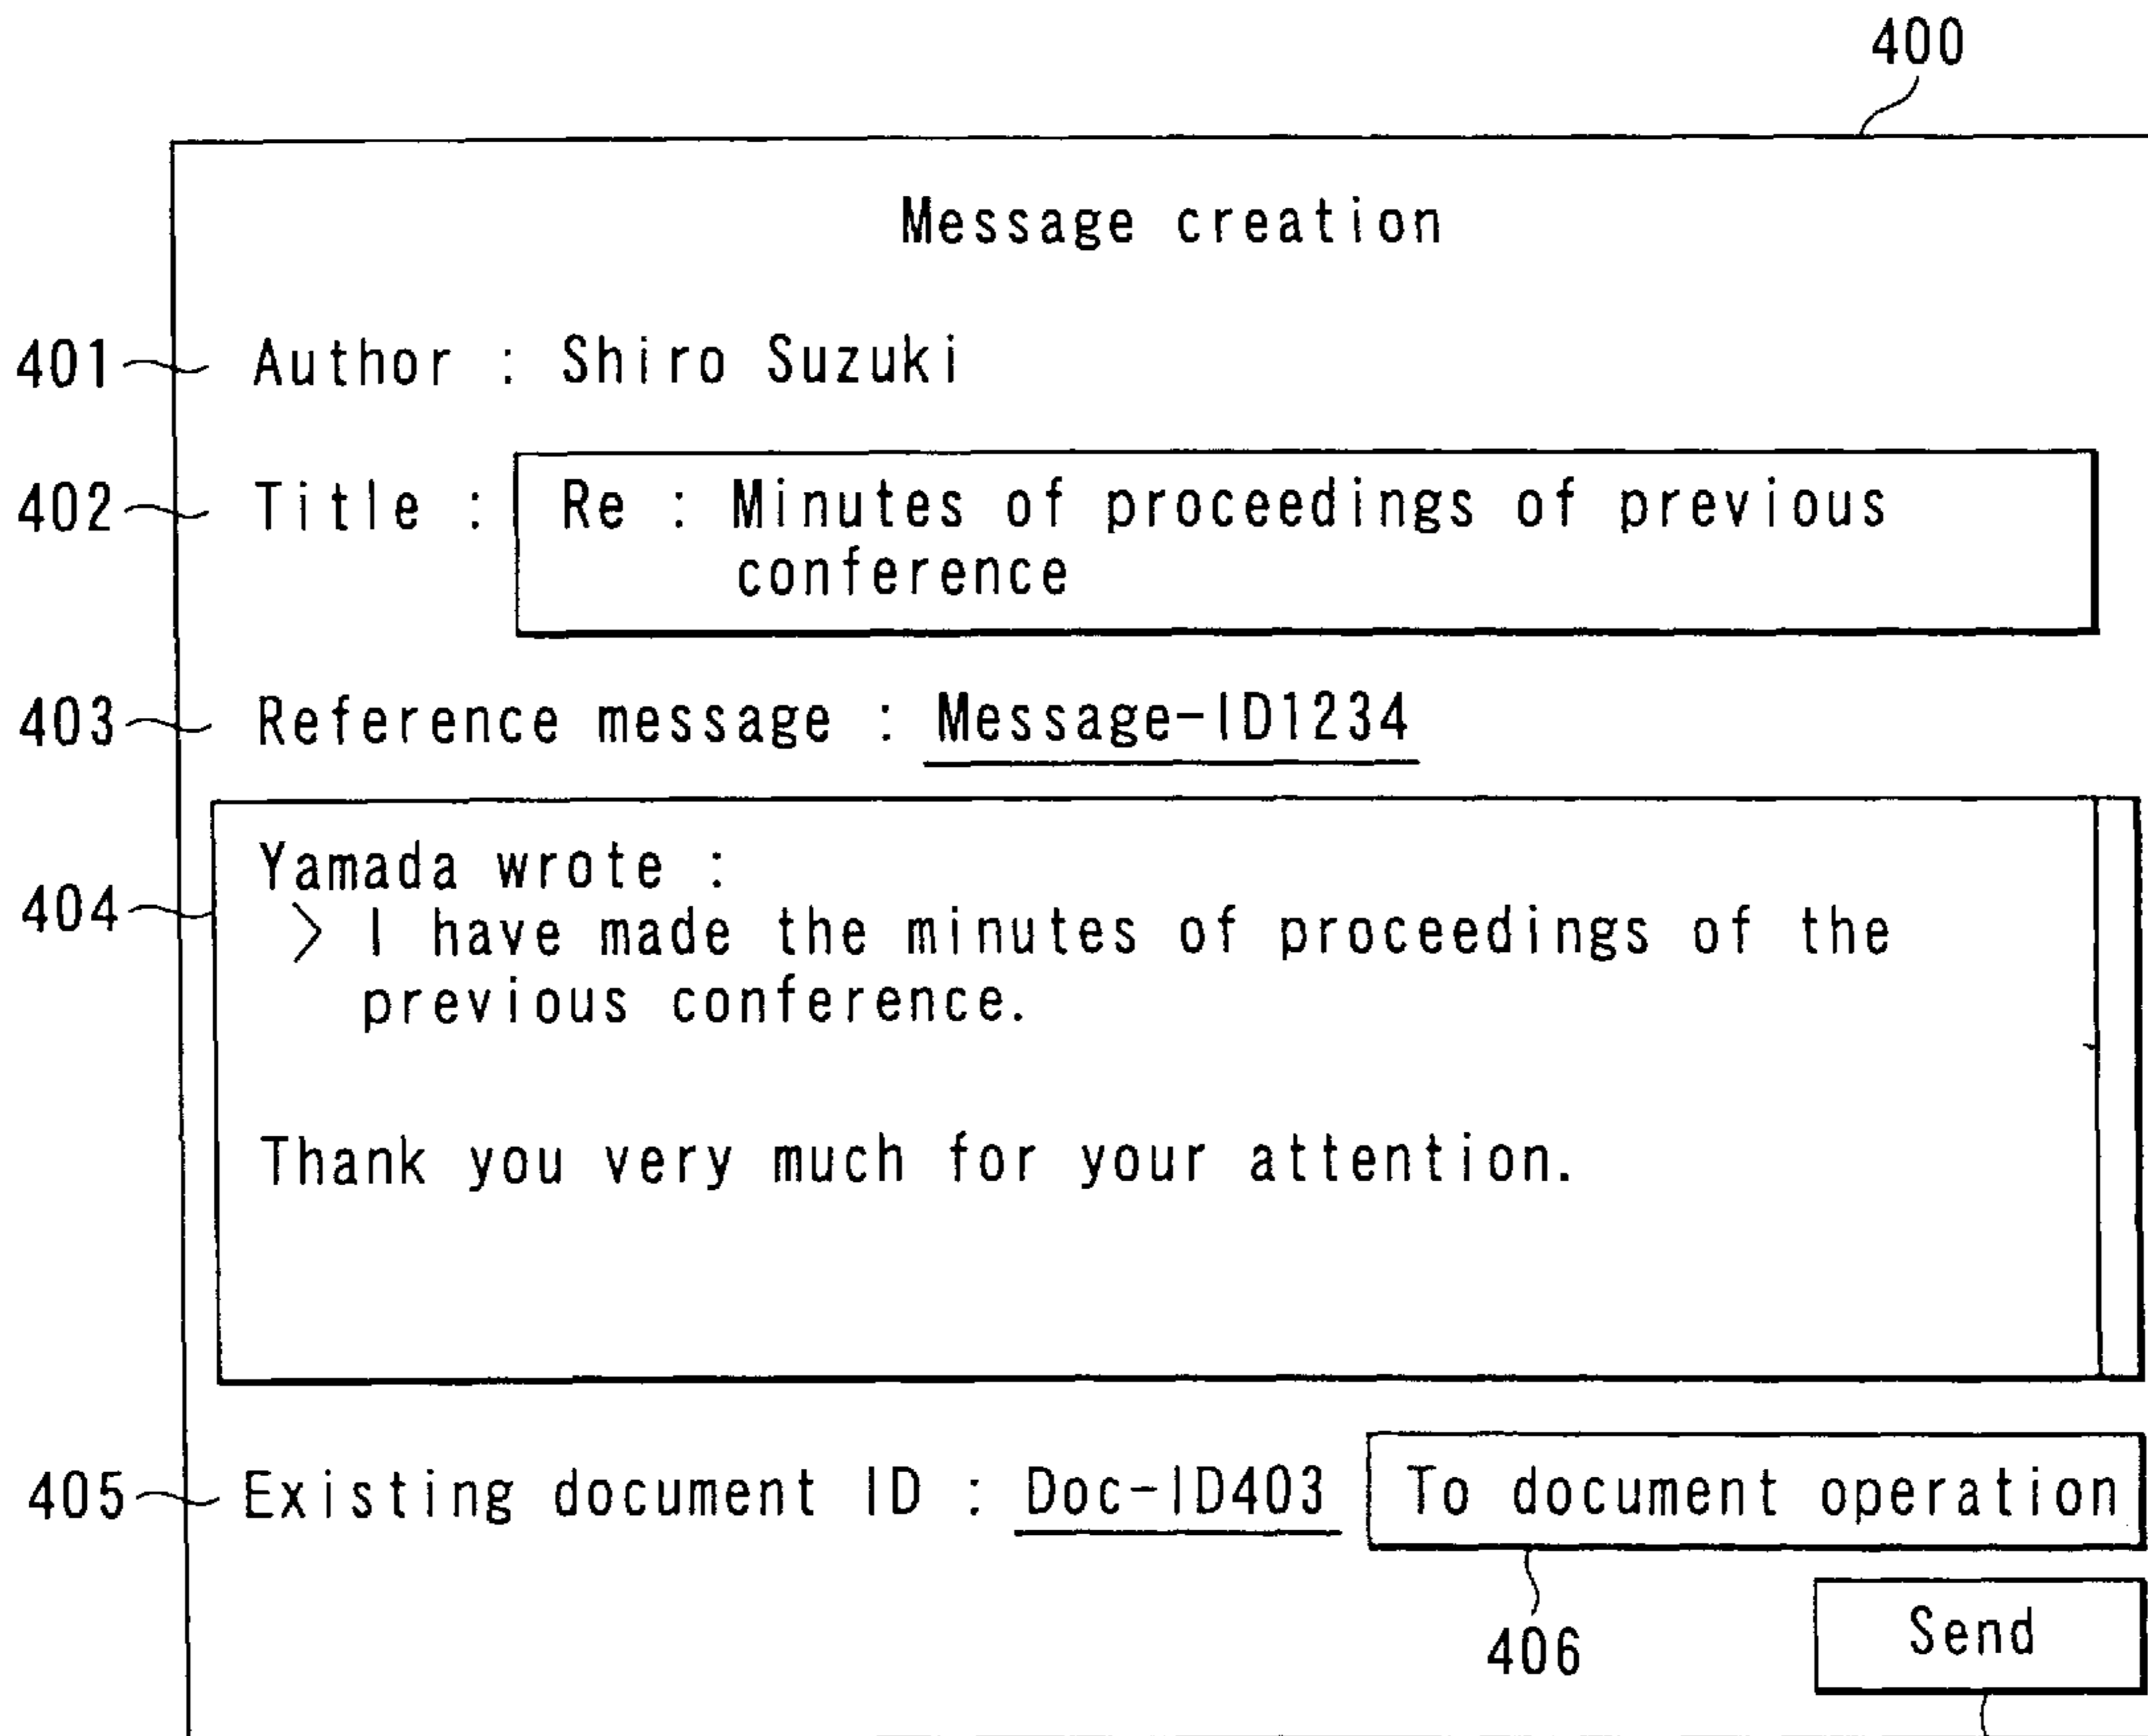 400
Message creation
401 Author : Shiro Suzuki
402 Title : Re : Minutes of proceedings of previous
conference
403 Reference message : Message-ID1234
Yamada wrote :
404 > I have made the minutes of proceedings of the
previous conference.
Thank you very much for your attention.
405 Existing document ID : Doc-ID403 To document operation
406 Send